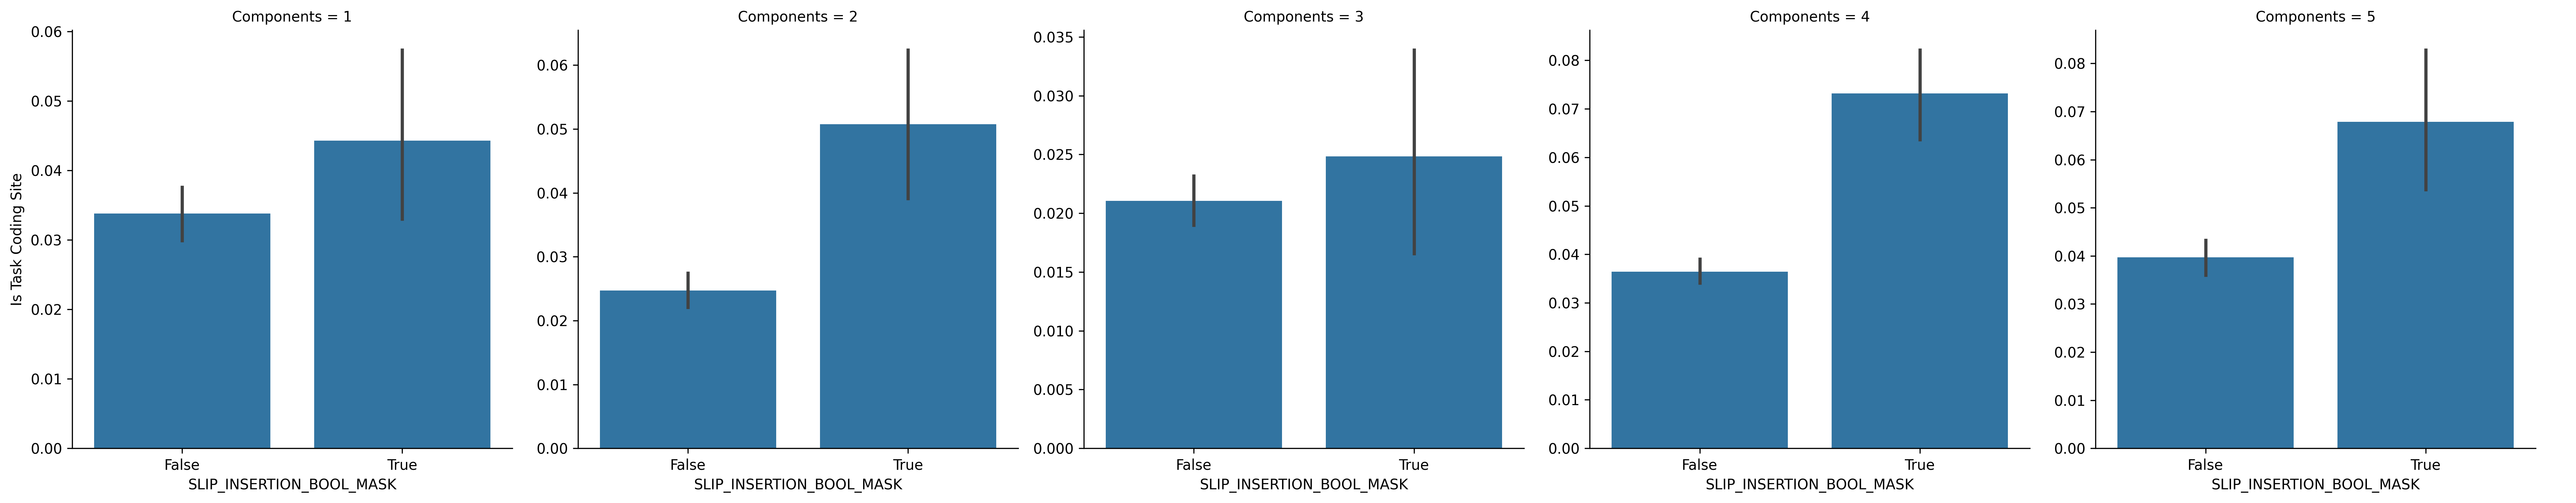 Components = 1
Components = 2
Components = 3
Components = 4
Components = 5
Is Task Coding Site
0.06
0.05
0.04
0.03
0.02
0.01
0.00
False
True
SLIP_INSERTION_BOOL_MASK
0.06
0.05
0.04
0.03
0.02
0.01
0.00
False
True
SLIP_INSERTION_BOOL_MASK
0.035
0.030
0.025
0.020
0.015
0.010
0.005
0.000
False
True
SLIP_INSERTION_BOOL_MASK
0.08
0.07
0.06
0.05
0.04
0.03
0.02
0.01
0.00
False
True
SLIP_INSERTION_BOOL_MASK
0.08
0.07
0.06
0.05
0.04
0.03
0.02
0.01
0.00
False
True
SLIP_INSERTION_BOOL_MASK